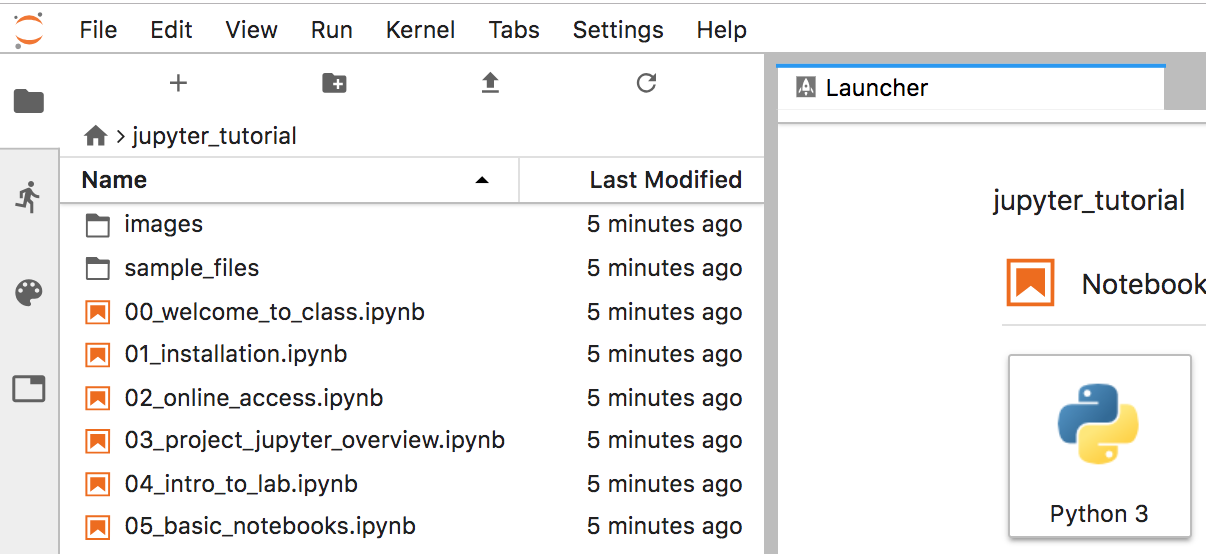 File Edit View Run Kernel Tabs Settings Help
Launcher
jupyter_tutorial
Name Last Modified
images 5 minutes ago
sample_files 5 minutes ago
00_welcome_to_class.ipynb 5 minutes ago
01_installation.ipynb 5 minutes ago
02_online_access.ipynb 5 minutes ago
03_project_jupyter_overview.ipynb 5 minutes ago
04_intro_to_lab.ipynb 5 minutes ago
05_basic_notebooks.ipynb 5 minutes ago
jupyter_tutorial
Notebook
Python 3